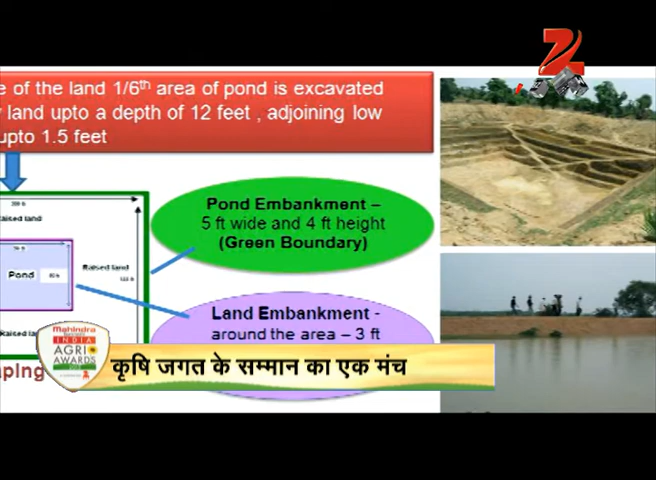 e of the land 1/6th area of pond is excavated
land upto a depth of 12 feet , adjoining low
upto 1.5 feet
Pond Embankment –
5 ft wide and 4 ft height
(Green Boundary)
Raised land
Raised land
Pond
Land Embankment -
around the area – 3 ft
Raised la
aping
Mahindra
INDIA
AGRI
AWARDS
कृषि जगत के सम्मान का एक मंच